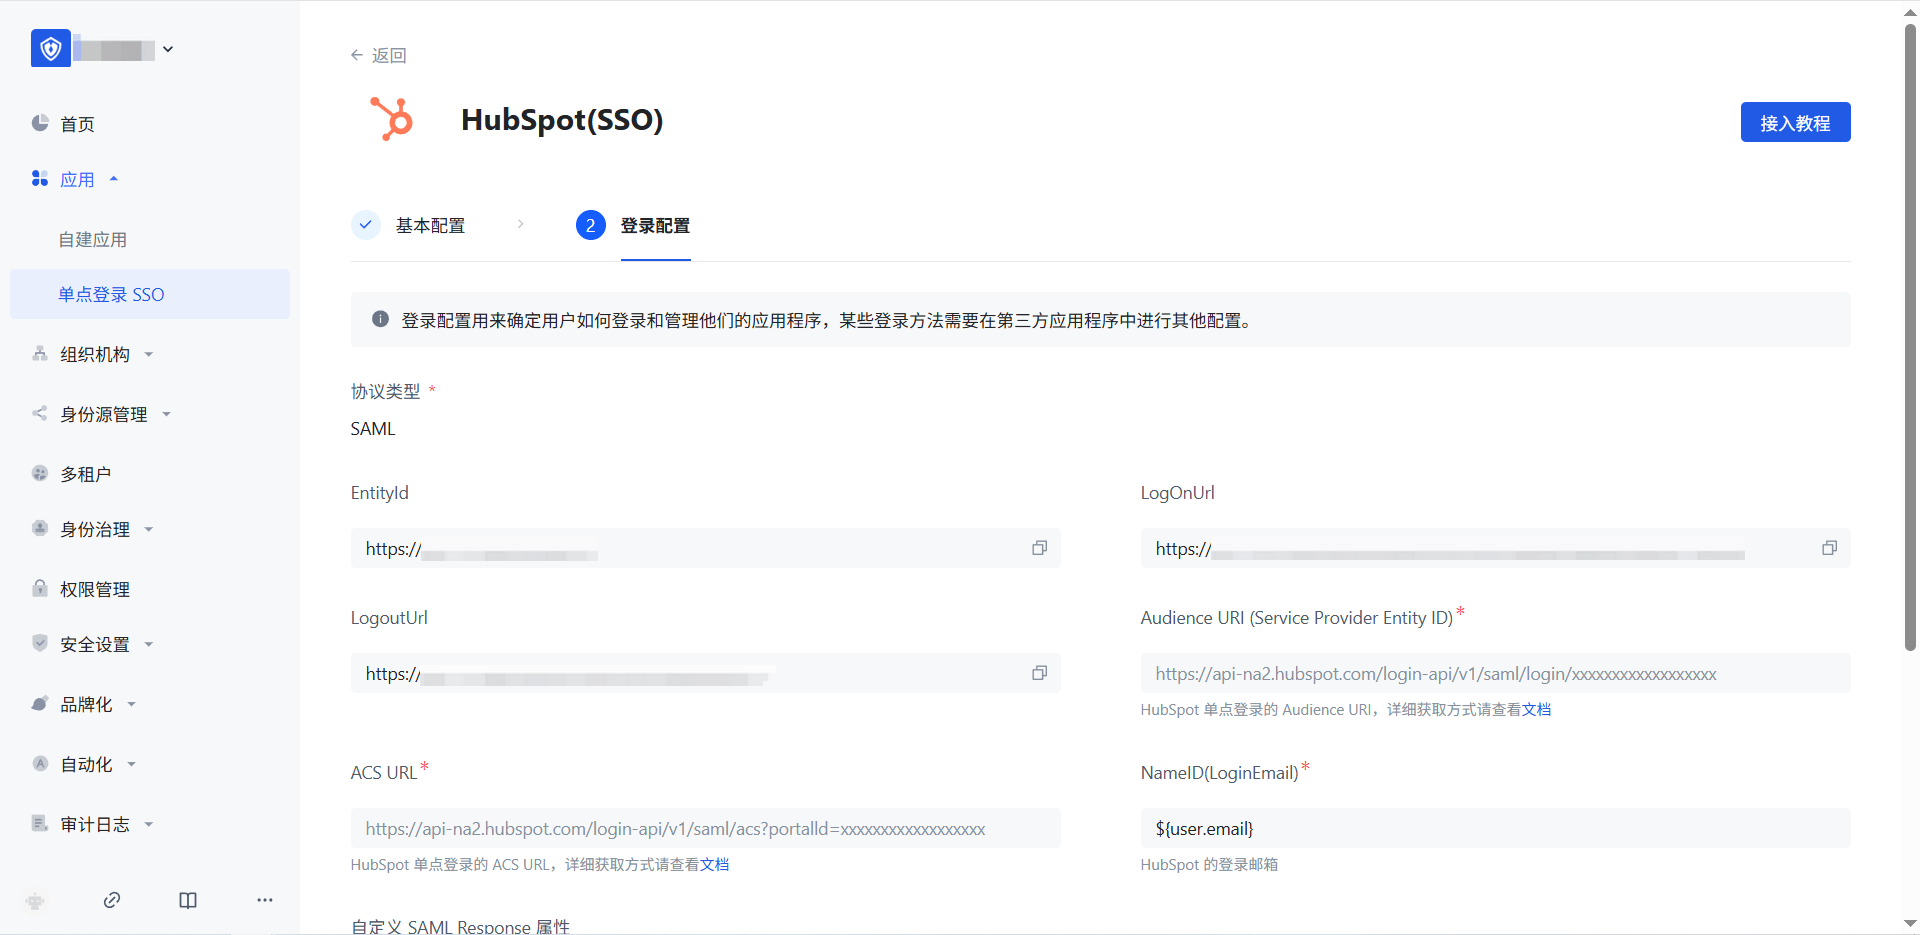 首页
应用
自建应用
单点登录 SSO
组织机构
身份源管理
多租户
身份治理
权限管理
安全设置
品牌化
自动化
审计日志
返回
HubSpot(SSO)
接入教程
基本配置
2 登录配置
登录配置用来确定用户如何登录和管理他们的应用程序，某些登录方法需要在第三方应用程序中进行其他配置。
协议类型 *
SAML
EntityId
https://
LogOnUrl
https://
LogoutUrl
https://
Audience URI (Service Provider Entity ID)*
https://api-na2.hubspot.com/login-api/v1/saml/login/xxxxxxxxxxxxxxxxxx
HubSpot 单点登录的 Audience URI，详细获取方式请查看文档
ACS URL*
https://api-na2.hubspot.com/login-api/v1/saml/acs?portalId=xxxxxxxxxxxxxxxxxx
HubSpot 单点登录的 ACS URL，详细获取方式请查看文档
NameID(LoginEmail)*
${user.email}
HubSpot 的登录邮箱
自定义 SAML Response 属性